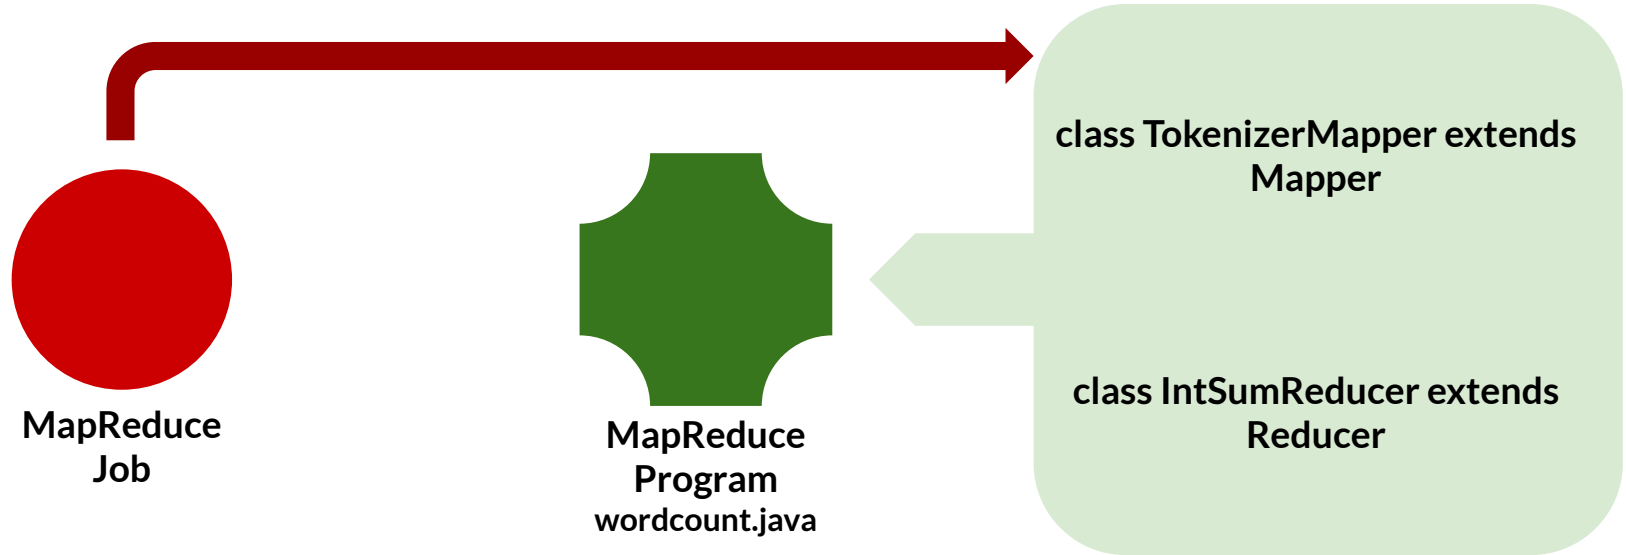 MapReduce
Job
MapReduce
Program
wordcount.java
class TokenizerMapper extends
Mapper
class IntSumReducer extends
Reducer